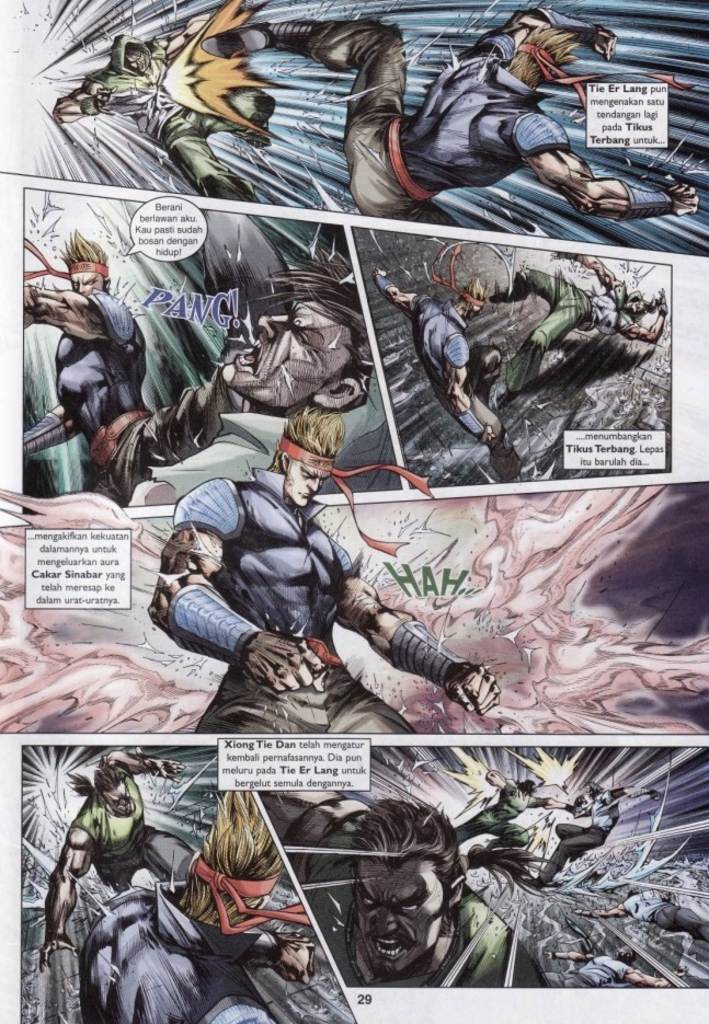 Tie Er Lang pun
mengenakan satu
tendangan lagi
pada Tikus
Terbang untuk...
Berani
berlawan aku.
Kau pasti sudah
bosan dengan
hidup!
PANG!
....menumbangkan
Tikus Terbang. Lepas
itu barulah dia...
...mengakifkan kekuatan
dalamannya untuk
mengeluarkan aura
Cakar Sinabar yang
telah meresap ke
dalam urat-uratnya.
HAH...
Xiong Tie Dan telah mengatur
kembali pernafasannya. Dia pun
meluru pada Tie Er Lang untuk
bergelut semula dengannya.
29